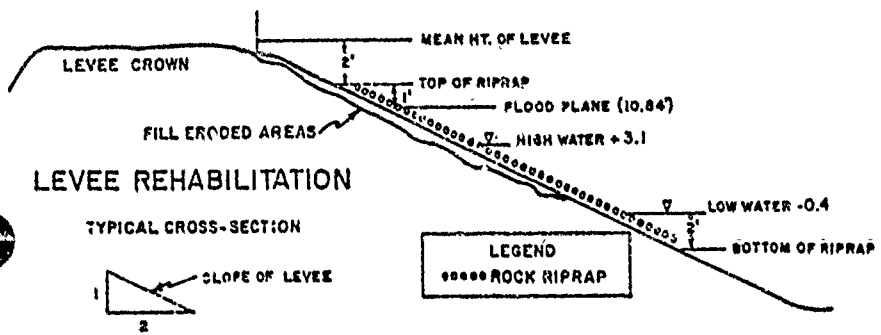 MEAN HT. OF LEVEE
LEVEE CROWN
2'
TOP OF RIPRAP
1'
FLOOD PLANE (10.84')
FILL ERODED AREAS
HIGH WATER + 3.1
LEVEE REHABILITATION
LOW WATER -0.4
TYPICAL CROSS-SECTION
2'
BOTTOM OF RIPRAP
LEGEND
ROCK RIPRAP
SLOPE OF LEVEE
1
2